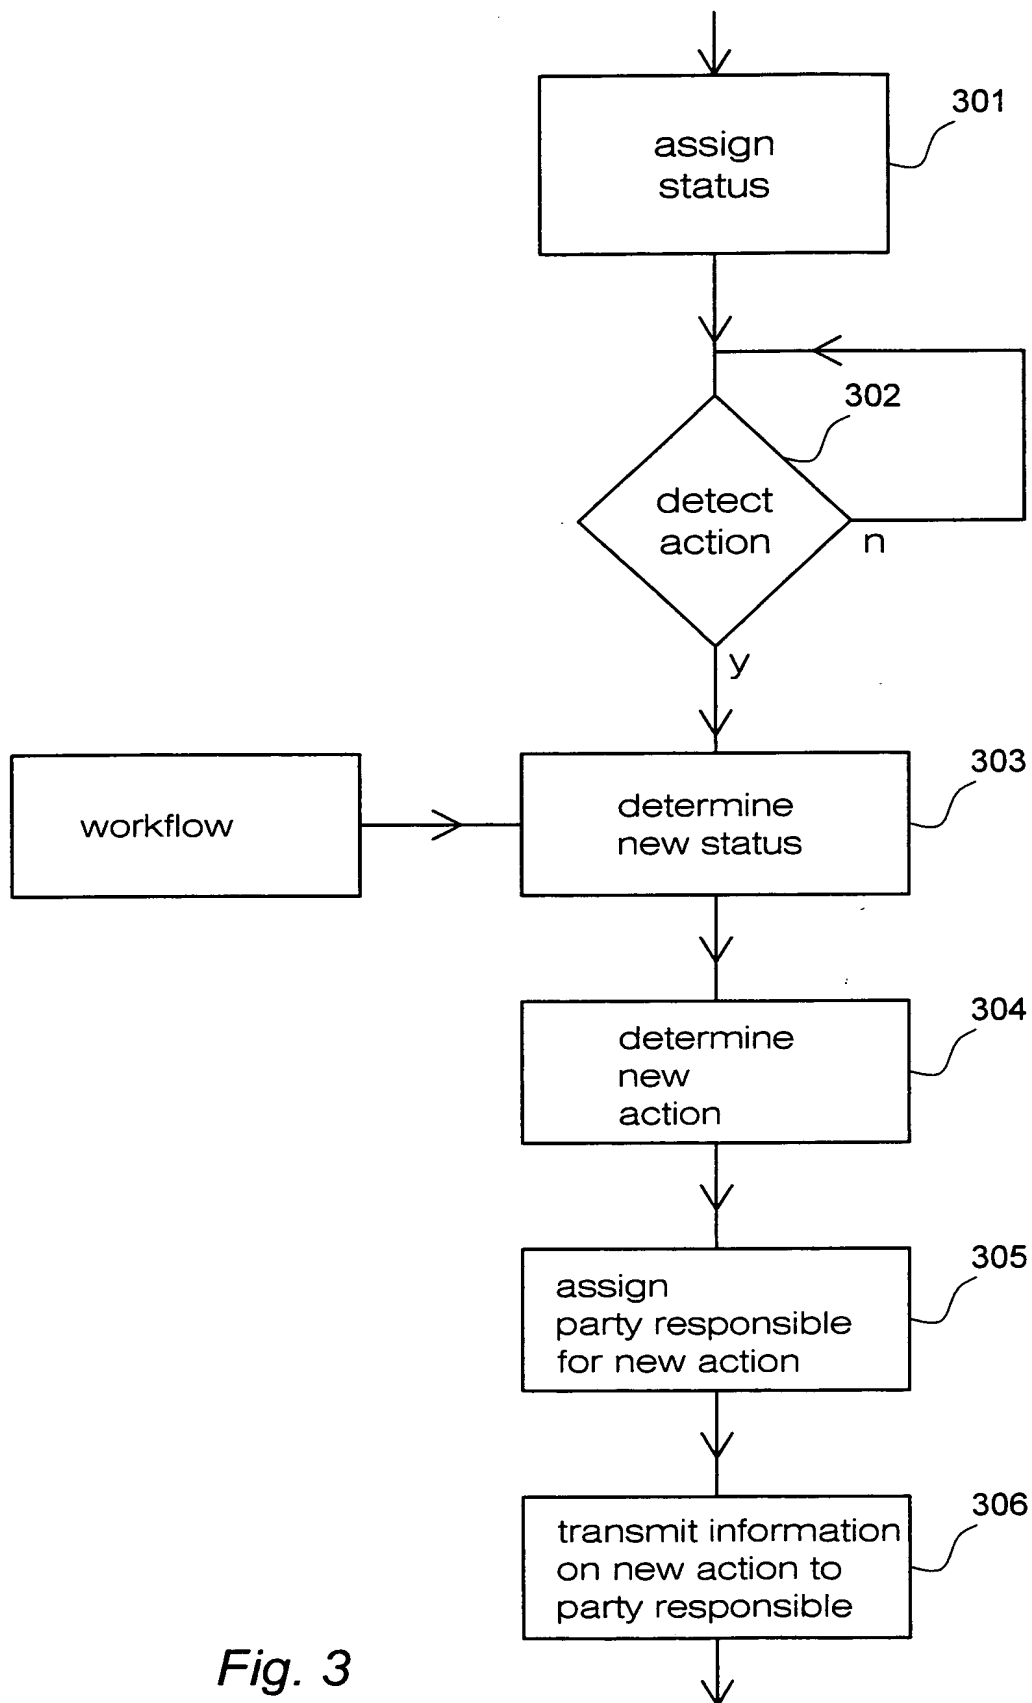 301
assign
status
302
detect
action
n
y
303
workflow
determine
new status
304
determine
new
action
305
assign
party responsible
for new action
306
transmit information
on new action to
party responsible
Fig. 3